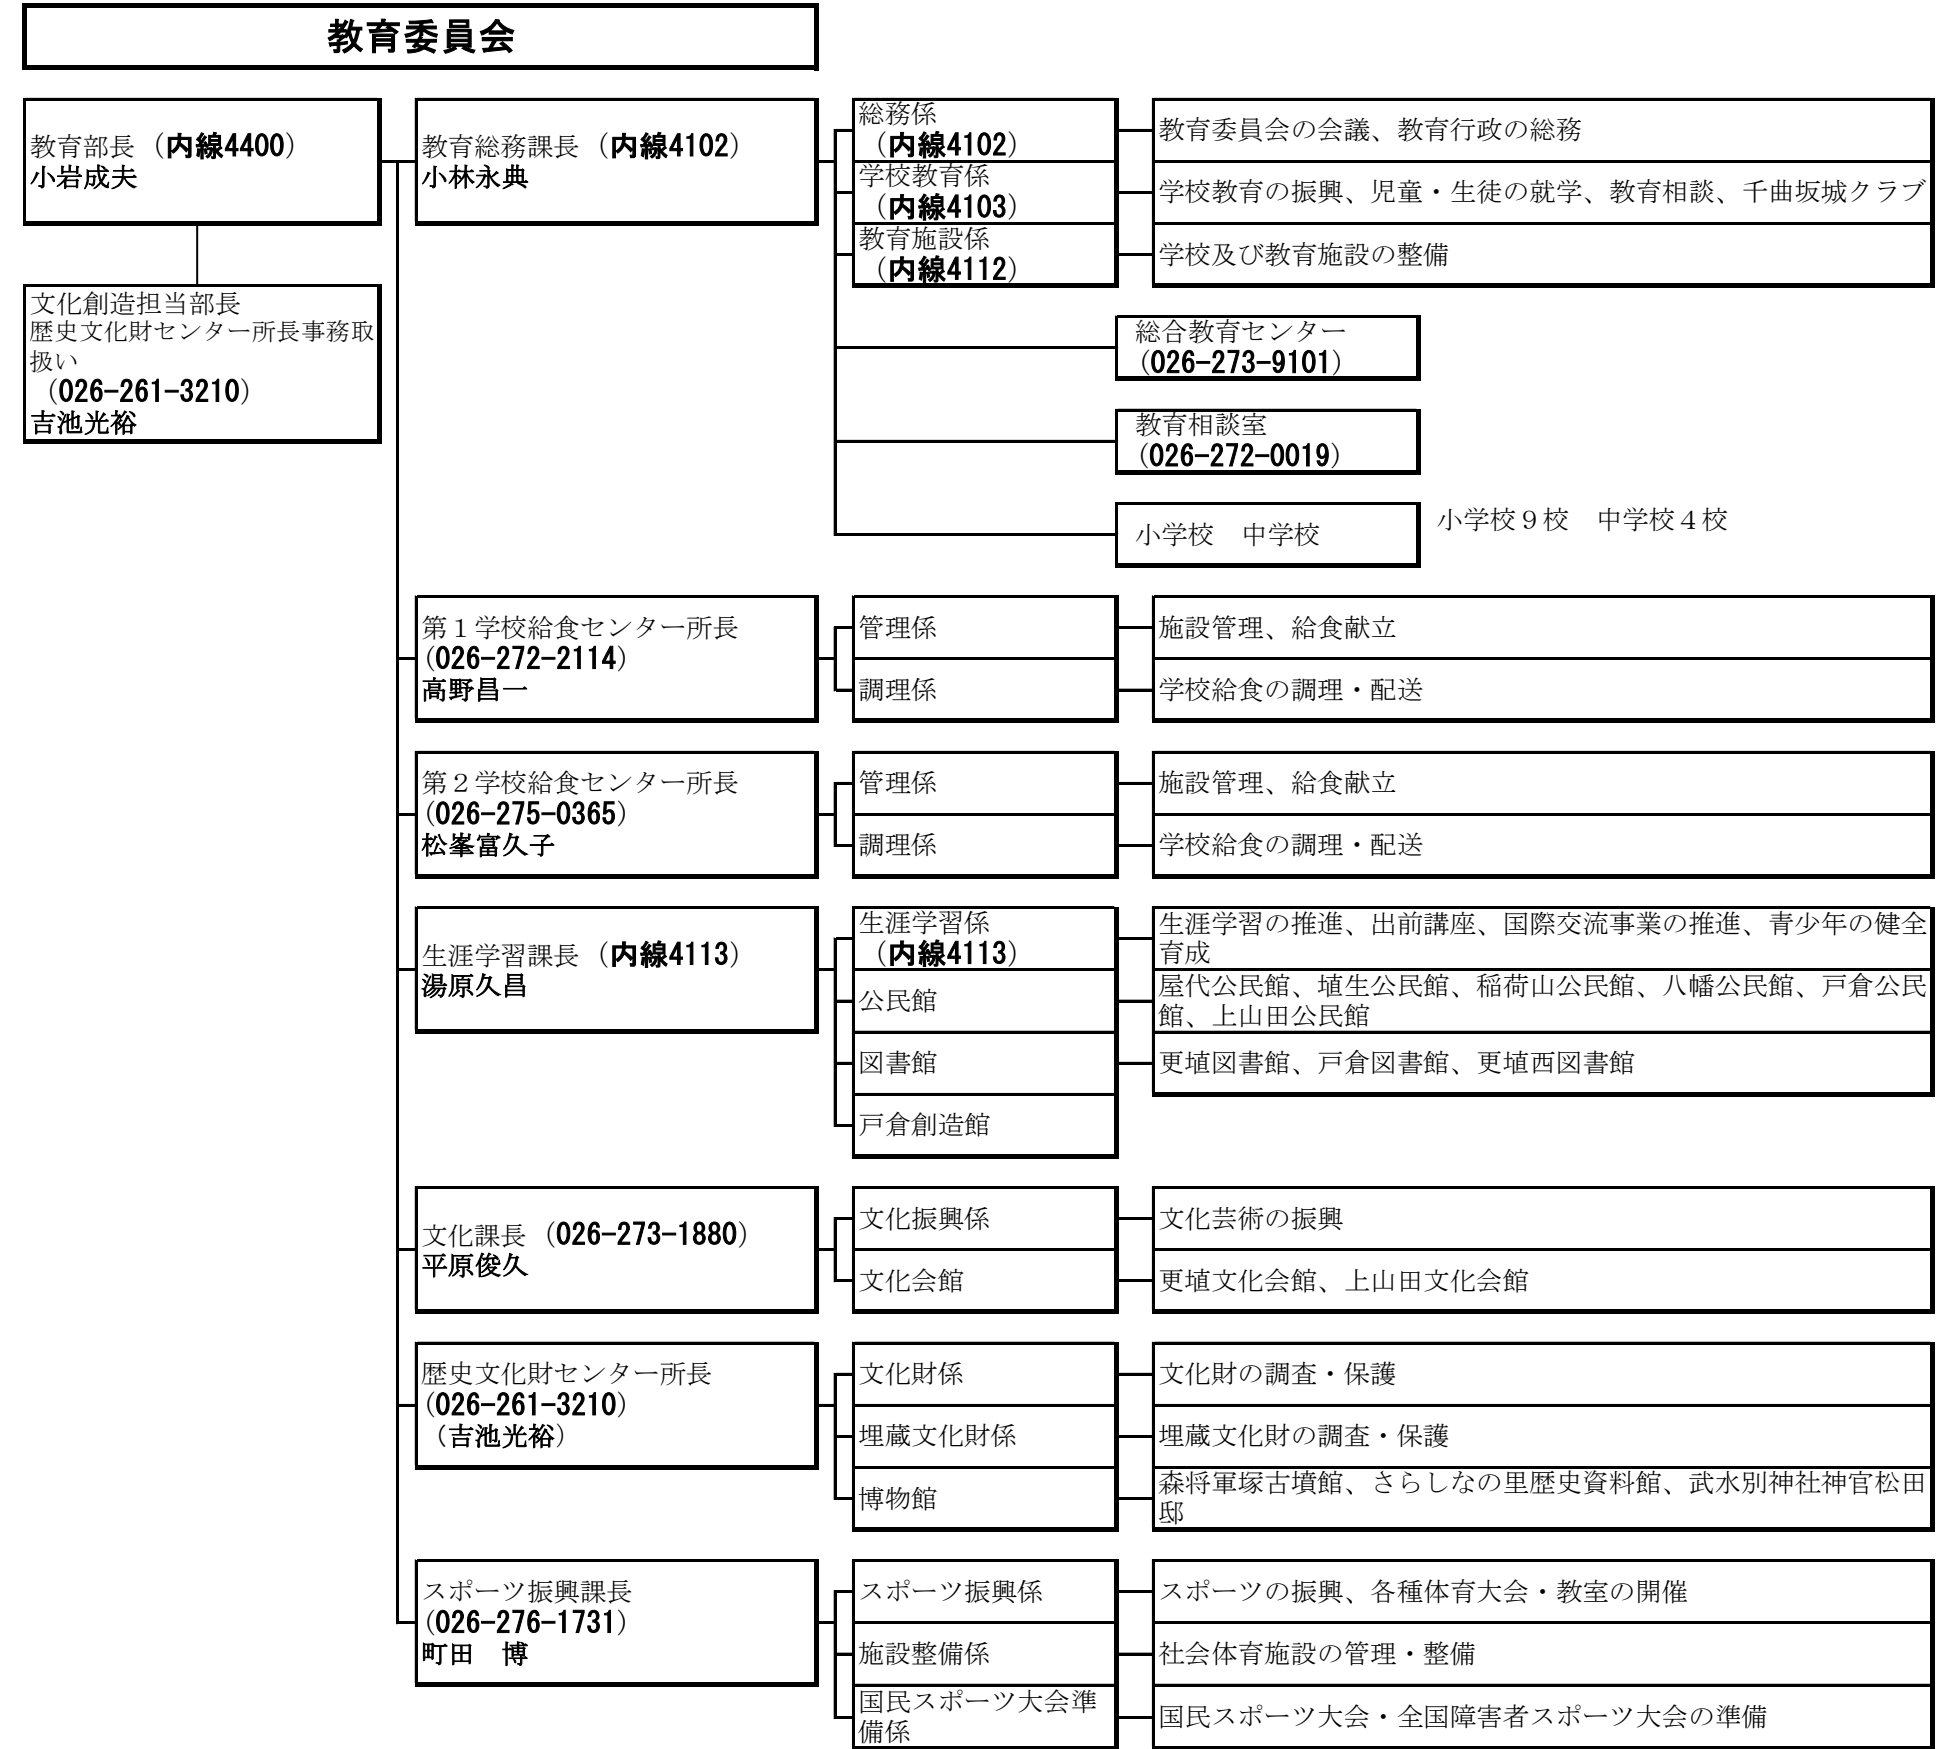 教育委員会
教育部長（内線4400）
小岩成夫
文化創造担当部長
歴史文化財センター所長事務取
扱い
（026-261-3210）
吉池光裕
教育総務課長（内線4102）
小林永典
総務係
（内線4102）
教育委員会の会議、教育行政の総務
学校教育係
（内線4103）
学校教育の振興、児童・生徒の就学、教育相談、千曲坂城クラブ
教育施設係
（内線4112）
学校及び教育施設の整備
総合教育センター
（026-273-9101）
教育相談室
（026-272-0019）
小学校　中学校
小学校９校　中学校４校
第１学校給食センター所長
（026-272-2114）
高野昌一
管理係
施設管理、給食献立
調理係
学校給食の調理・配送
第２学校給食センター所長
（026-275-0365）
松峯富久子
管理係
施設管理、給食献立
調理係
学校給食の調理・配送
生涯学習課長（内線4113）
湯原久昌
生涯学習係
（内線4113）
生涯学習の推進、出前講座、国際交流事業の推進、青少年の健全
育成
公民館
屋代公民館、埴生公民館、稲荷山公民館、八幡公民館、戸倉公民
館、上山田公民館
図書館
更埴図書館、戸倉図書館、更埴西図書館
戸倉創造館
文化課長（026-273-1880）
平原俊久
文化振興係
文化芸術の振興
文化会館
更埴文化会館、上山田文化会館
歴史文化財センター所長
（026-261-3210）
（吉池光裕）
文化財係
文化財の調査・保護
埋蔵文化財係
埋蔵文化財の調査・保護
博物館
森将軍塚古墳館、さらしなの里歴史資料館、武水別神社神官松田
邸
スポーツ振興課長
（026-276-1731）
町田　博
スポーツ振興係
スポーツの振興、各種体育大会・教室の開催
施設整備係
社会体育施設の管理・整備
国民スポーツ大会準
備係
国民スポーツ大会・全国障害者スポーツ大会の準備